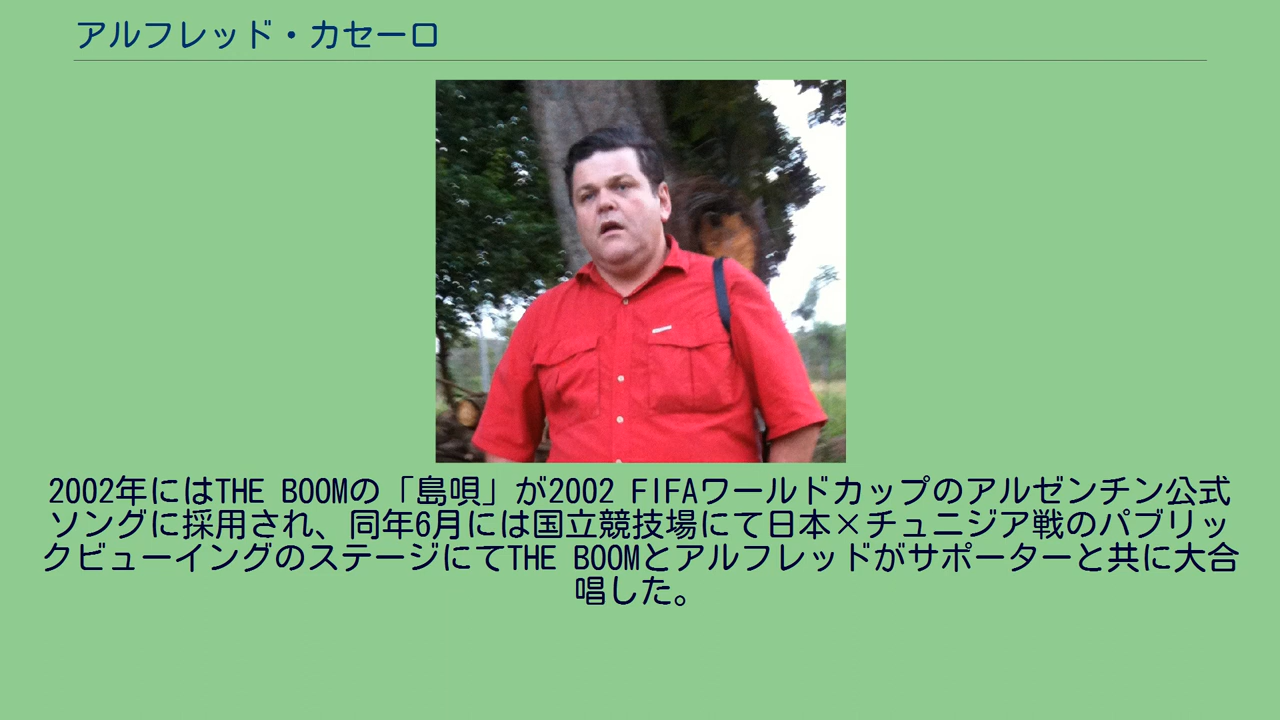 アルフレッド・カセーロ
2002年にはTHE BOOMの「島唄」が2002 FIFAワールドカップのアルゼンチン公式
ソングに採用され、同年6月には国立競技場にて日本×チュニジア戦のパブリッ
クビューイングのステージにてTHE BOOMとアルフレッドがサポーターと共に大合
唱した。